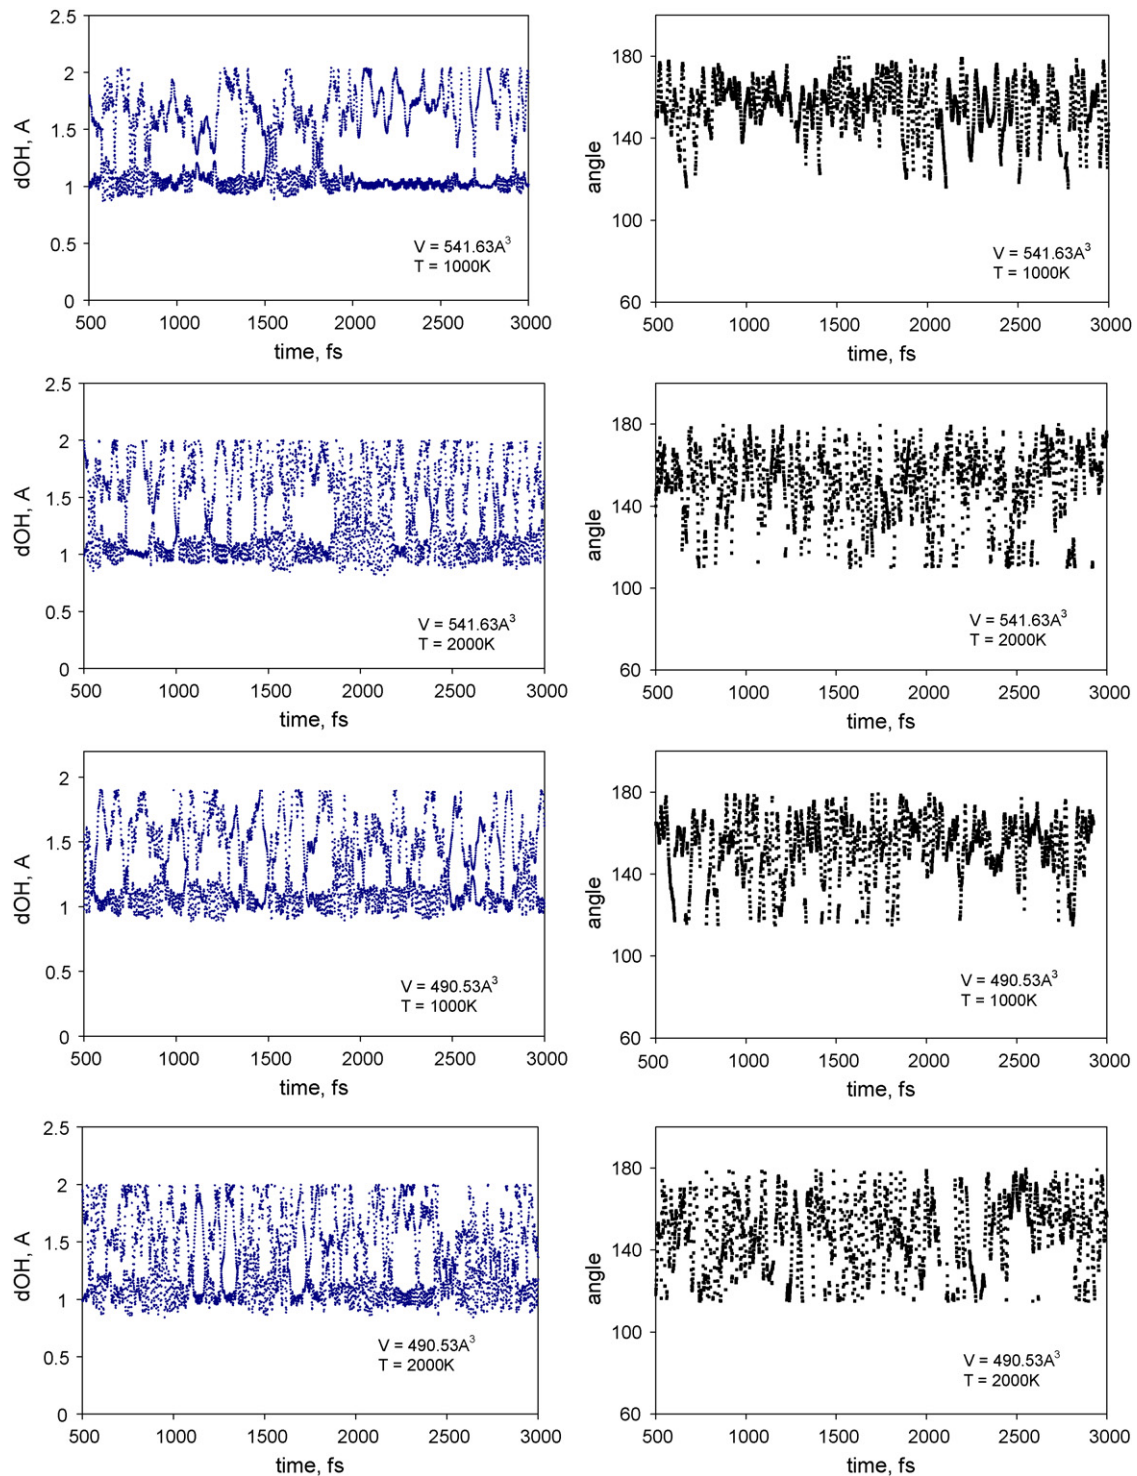 2.5
2
1.5
1
0.5
0
dOH, A
V = 541.63A³
T = 1000K
500 1000 1500 2000 2500 3000
time, fs
180
140
100
60
angle
V = 541.63A³
T = 1000K
500 1000 1500 2000 2500 3000
time, fs
2.5
2
1.5
1
0.5
0
dOH, A
V = 541.63A³
T = 2000K
500 1000 1500 2000 2500 3000
time, fs
180
140
100
60
angle
V = 541.63A³
T = 2000K
500 1000 1500 2000 2500 3000
time, fs
2
1.5
1
0.5
0
dOH, A
V = 490.53A³
T = 1000K
500 1000 1500 2000 2500 3000
time, fs
180
140
100
60
angle
V = 490.53A³
T = 1000K
500 1000 1500 2000 2500 3000
time, fs
2.5
2
1.5
1
0.5
0
dOH, A
V = 490.53A³
T = 2000K
500 1000 1500 2000 2500 3000
time, fs
180
140
100
60
angle
V = 490.53A³
T = 2000K
500 1000 1500 2000 2500 3000
time, fs